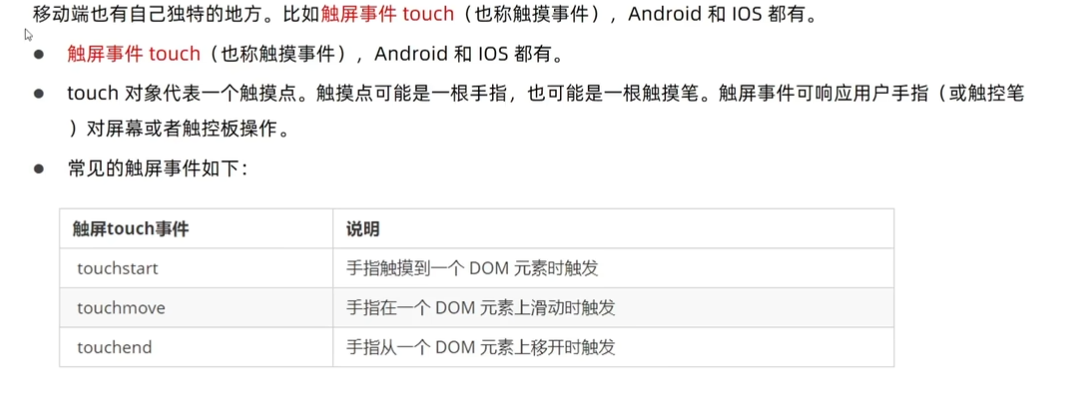 移动端也有自己独特的地方。比如触屏事件 touch（也称触摸事件），Android 和 IOS 都有。
● 触屏事件 touch（也称触摸事件），Android 和 IOS 都有。
● touch 对象代表一个触摸点。触摸点可能是一根手指，也可能是一根触摸笔。触屏事件可响应用户手指（或触控笔
）对屏幕或者触控板操作。
● 常见的触屏事件如下：
触屏touch事件 说明
touchstart 手指触摸到一个 DOM 元素时触发
touchmove 手指在一个 DOM 元素上滑动时触发
touchend 手指从一个 DOM 元素上移开时触发